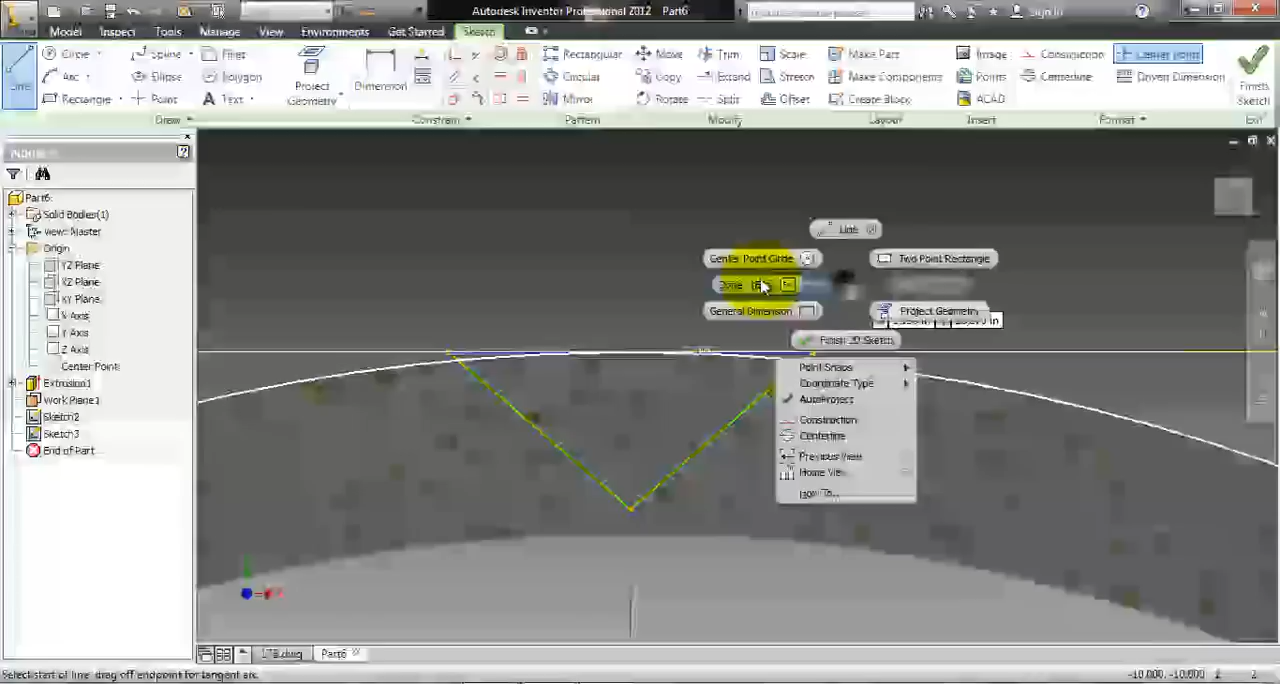 Autodesk Inventor Professional 2012 Part6
Sign In
Model Inspect Tools Manage View Environments Get Started Sketch
Line
Circle
Arc
Rectangle
Spline
Ellipse
Point
Fillet
Polygon
Text
Project
Geometry
Dimension
Rectangular
Circular
Mirror
Move
Copy
Rotate
Trim
Extend
Split
Scale
Stretch
Offset
Make Part
Make Components
Create Block
Image
Points
ACAD
Construction
Centerline
Center Point
Driven Dimension
Finish
Sketch
Draw Constrain Pattern Modify Layout Insert Format Exit
Part6
Solid Bodies(1)
View: Master
Origin
YZ Plane
XZ Plane
XY Plane
X Axis
Y Axis
Z Axis
Center Point
Extrusion1
Work Plane1
Sketch2
Sketch3
End of Part
Line
Center Point Circle
Two Point Rectangle
Done
General Dimension
Project Geometry
Finish 2D Sketch
Point Snaps
Coordinate Type
AutoProject
Construction
Centerline
Previous View
Home View
How To...
Part6
Select start of line, drag off endpoint for tangent arc.
-10.000, -10.000 1 2